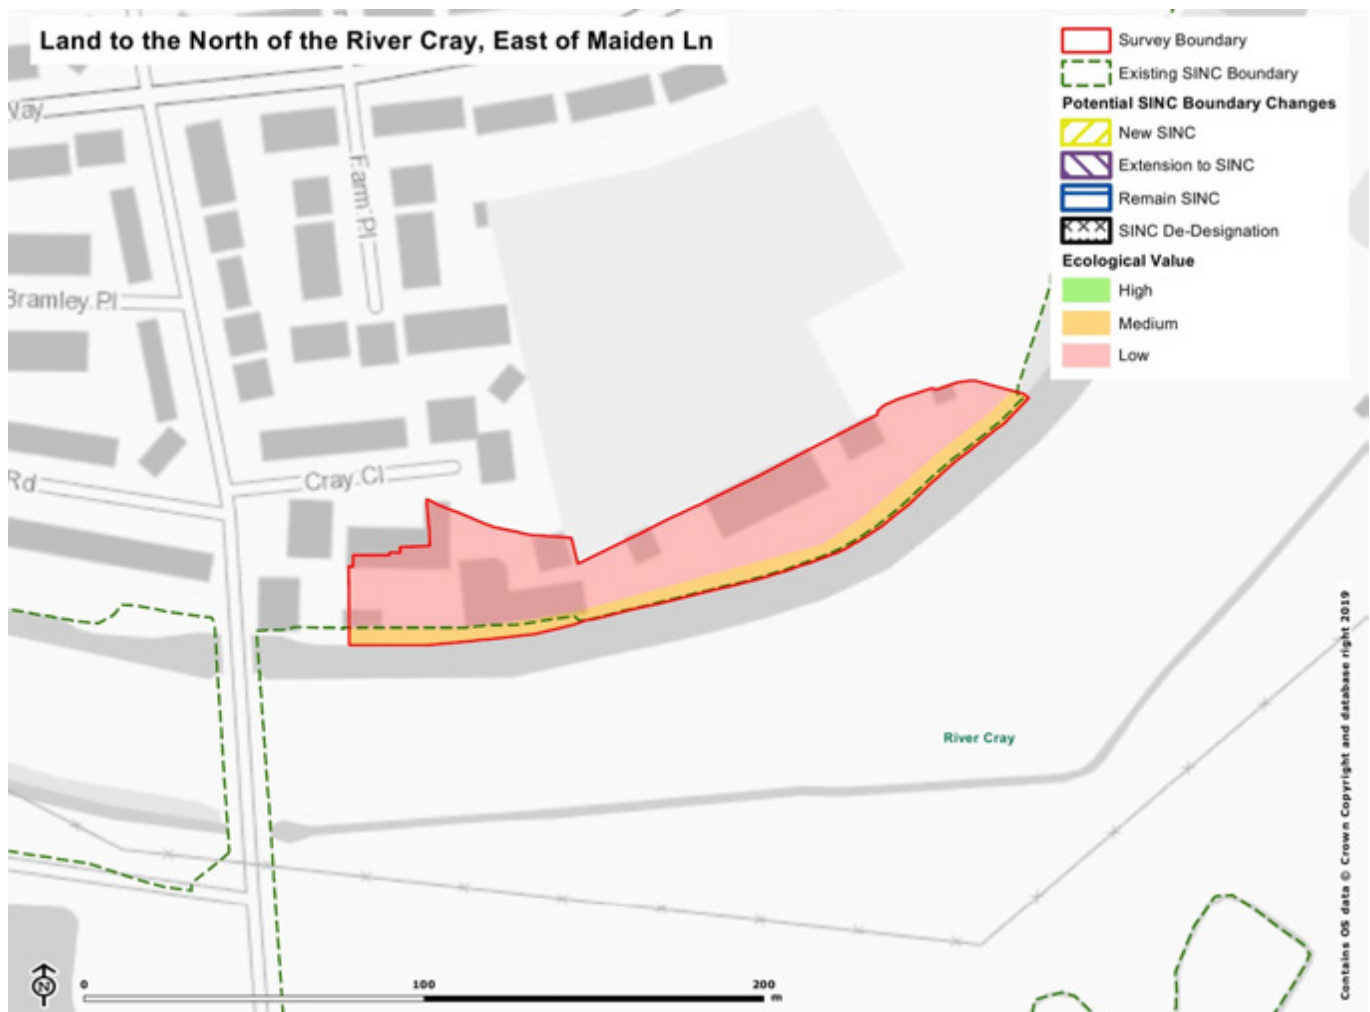 Land to the North of the River Cray, East of Maiden Ln
Survey Boundary
Existing SINC Boundary
Potential SINC Boundary Changes
New SINC
Extension to SINC
Remain SINC
SINC De-Designation
Ecological Value
High
Medium
Low
Way
Farm Pl
Bramley Pl
Rd
Cray Cl
River Cray
Contains OS data © Crown Copyright and database right 2019
N
0 100 200
m